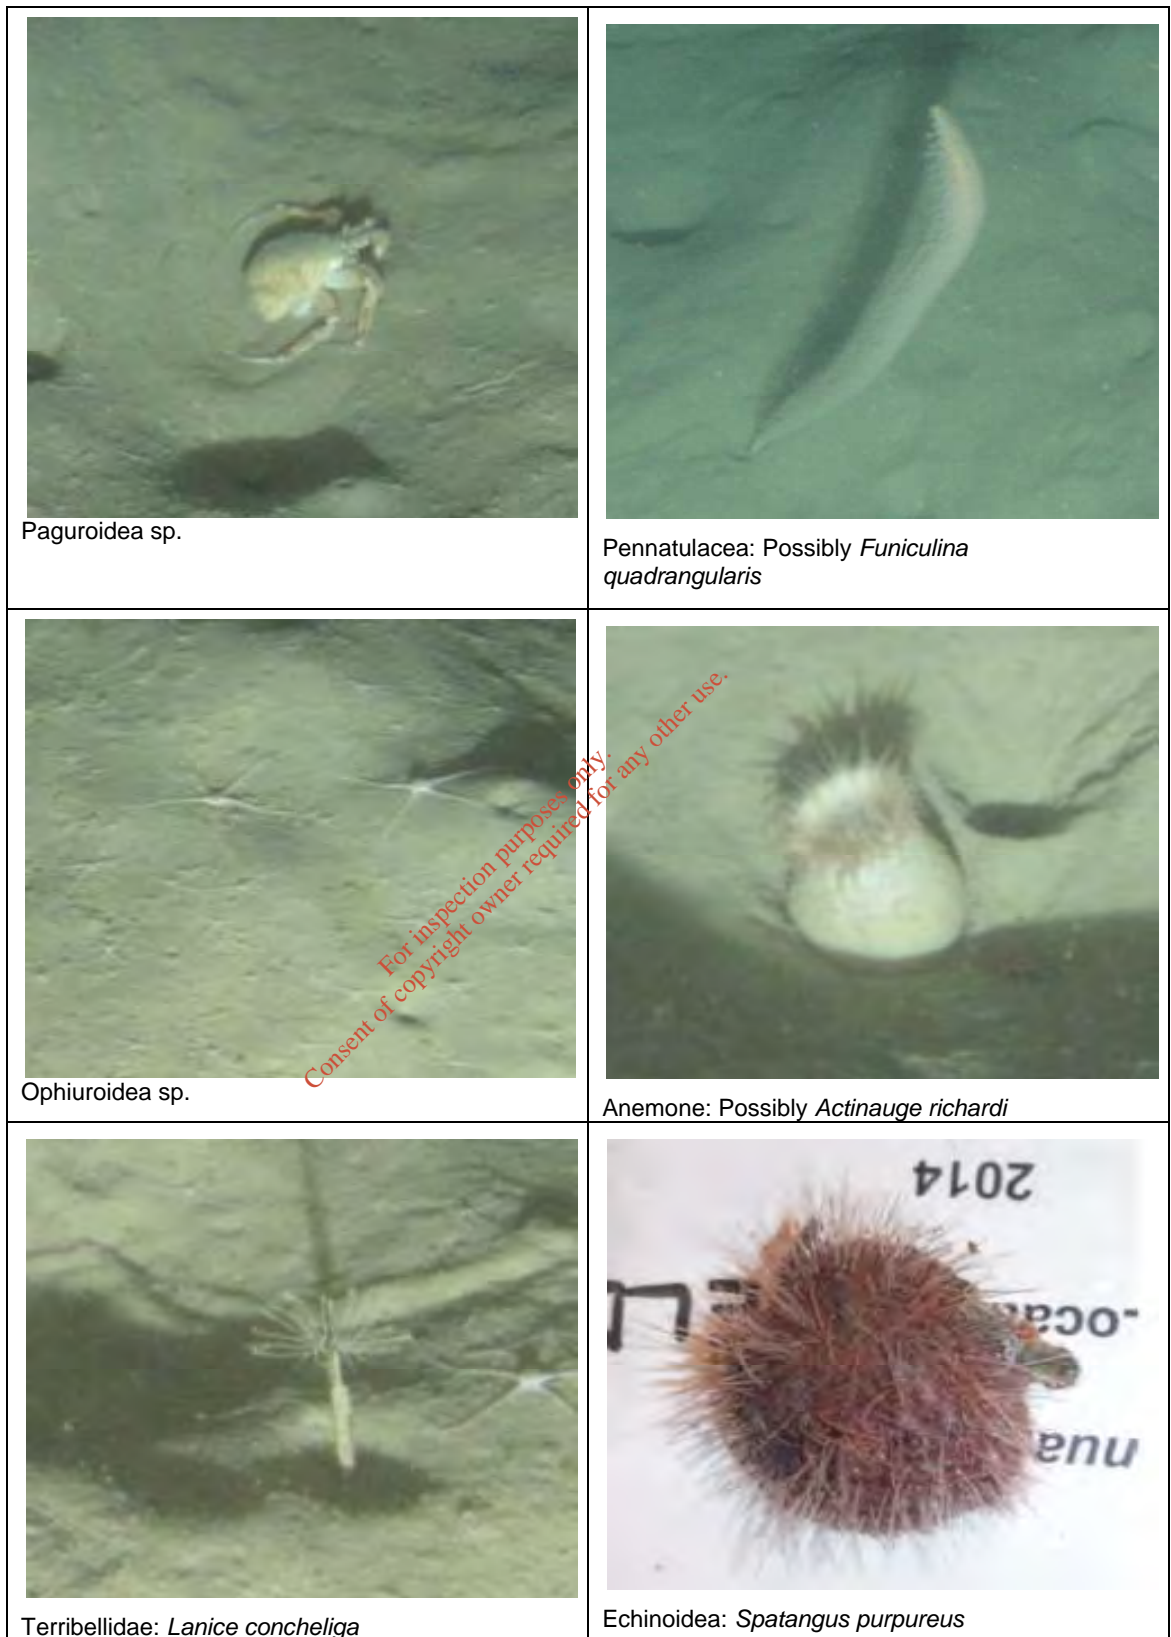 Paguroidea sp.
Pennatulacea: Possibly Funiculina
quadrangularis
Ophiuroidea sp.
Anemone: Possibly Actinauge richardi
For inspection purposes only.
Consent of copyright owner required for any other use.
2014
Terribellidae: Lanice concheliga
Echinoidea: Spatangus purpureus